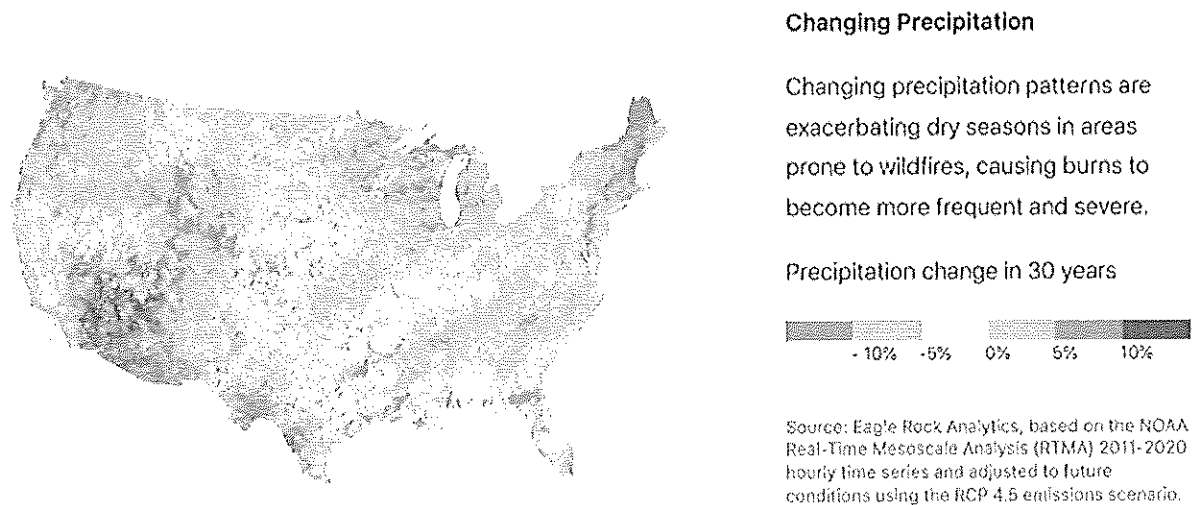 Changing Precipitation
Changing precipitation patterns are
exacerbating dry seasons in areas
prone to wildfires, causing burns to
become more frequent and severe.
Precipitation change in 30 years
- 10% -5% 0% 5% 10%
Source: Eagle Rock Analytics, based on the NOAA
Real-Time Mesoscale Analysis (RTMA) 2011-2020
hourly time series and adjusted to future
conditions using the RCP 4.5 emissions scenario.